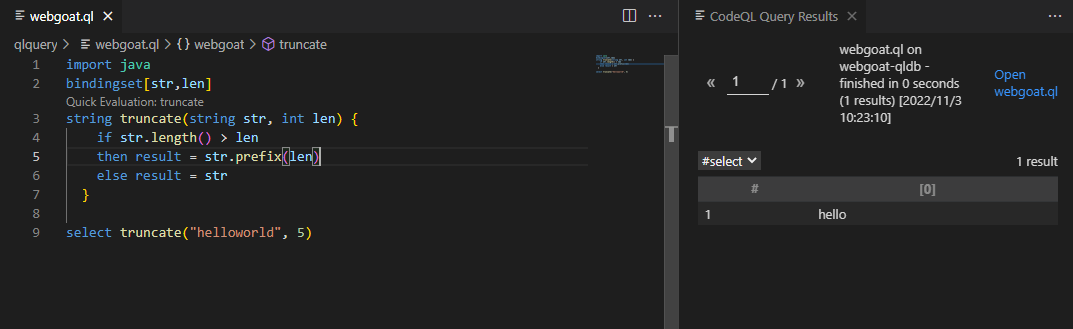 webgoat.ql
qlquery > webgoat.ql > {} webgoat > truncate
1 import java
2 bindingset[str,len]
Quick Evaluation: truncate
3 string truncate(string str, int len) {
4 if str.length() > len
5 then result = str.prefix(len)
6 else result = str
7 }
8
9 select truncate("helloworld", 5)
CodeQL Query Results
« 1 / 1 »
webgoat.ql on
webgoat-qldb -
finished in 0 seconds
(1 results) [2022/11/3
10:23:10]
Open
webgoat.ql
#select
1 result
# [0]
1 hello